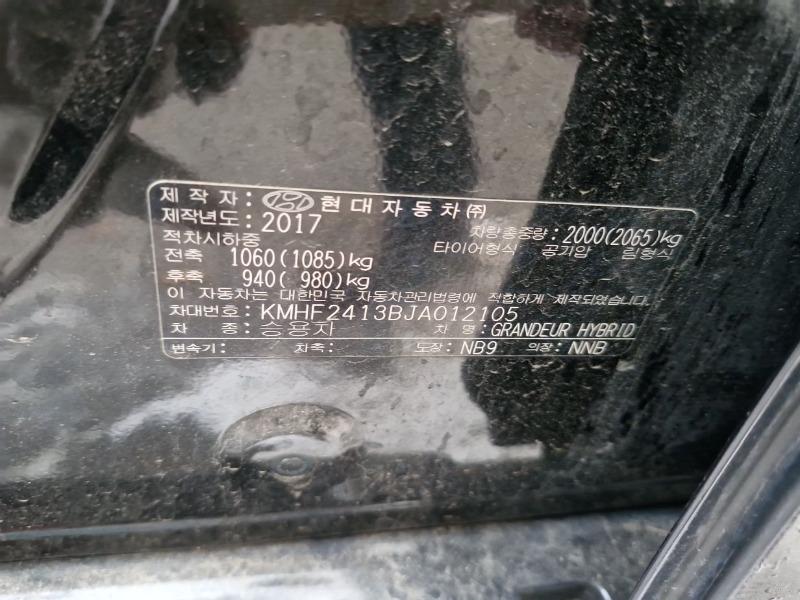 제 작 자 : 현대자동차㈜
제작년도 : 2017
차량총중량 : 2000(2065)kg
적차시하중
타이어형식 공기압 림형식
전축 1060(1085)kg
후축 940( 980)kg
이 자동차는 대한민국 자동차관리법령에 적합하게 제작되었습니다.
차대번호 : KMHF2413BJA012105
차 종 : 승용차 차 명 : GRANDEUR HYBRID
변속기 : 차축 : 도장 : NB9 의장 : NNB